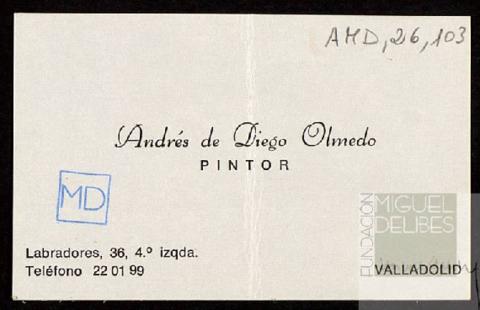 AMD, 26, 103
Andrés de Diego Olmedo
PINTOR
MD
Labradores, 36, 4.º izqda.
Teléfono 22 01 99
VALLADOLID
FUNDACIÓN
MIGUEL
DELIBES